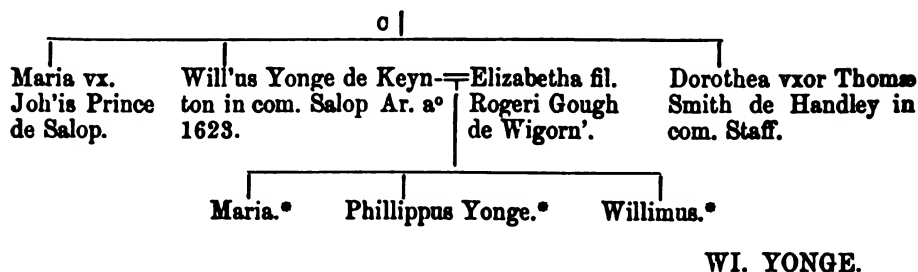 c
Maria vx.
Joh'is Prince
de Salop.
Will'us Yonge de Keyn-
ton in com. Salop Ar. aº
1623.
Elizabetha fil.
Rogeri Gough
de Wigorn'.
Dorothea vxor Thomæ
Smith de Handley in
com. Staff.
Maria.* Phillippus Yonge.* Willimus.*
WI. YONGE.